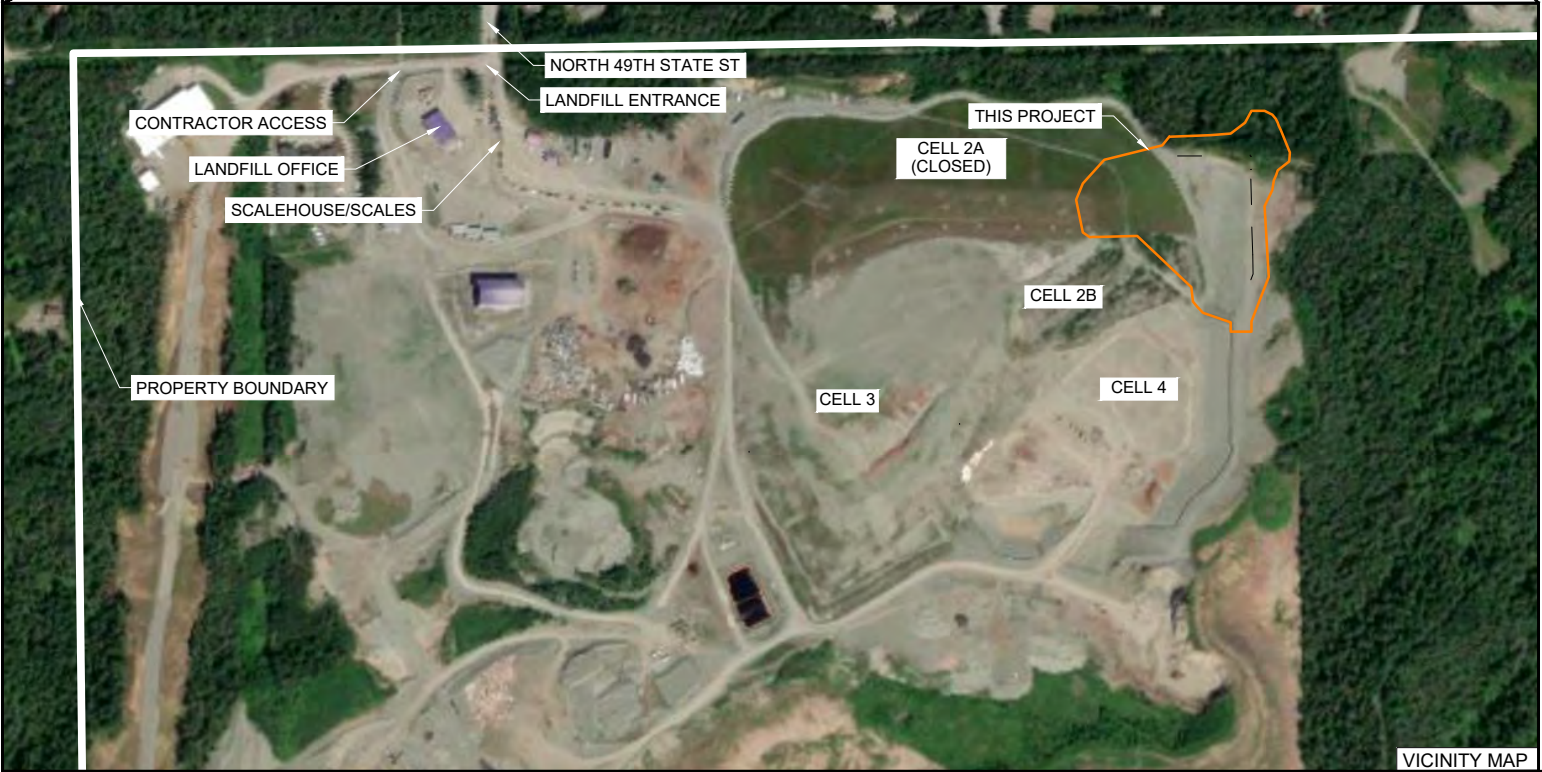 NORTH 49TH STATE ST
LANDFILL ENTRANCE
CONTRACTOR ACCESS
THIS PROJECT
CELL 2A
(CLOSED)
LANDFILL OFFICE
SCALEHOUSE/SCALES
CELL 2B
PROPERTY BOUNDARY
CELL 3
CELL 4
VICINITY MAP